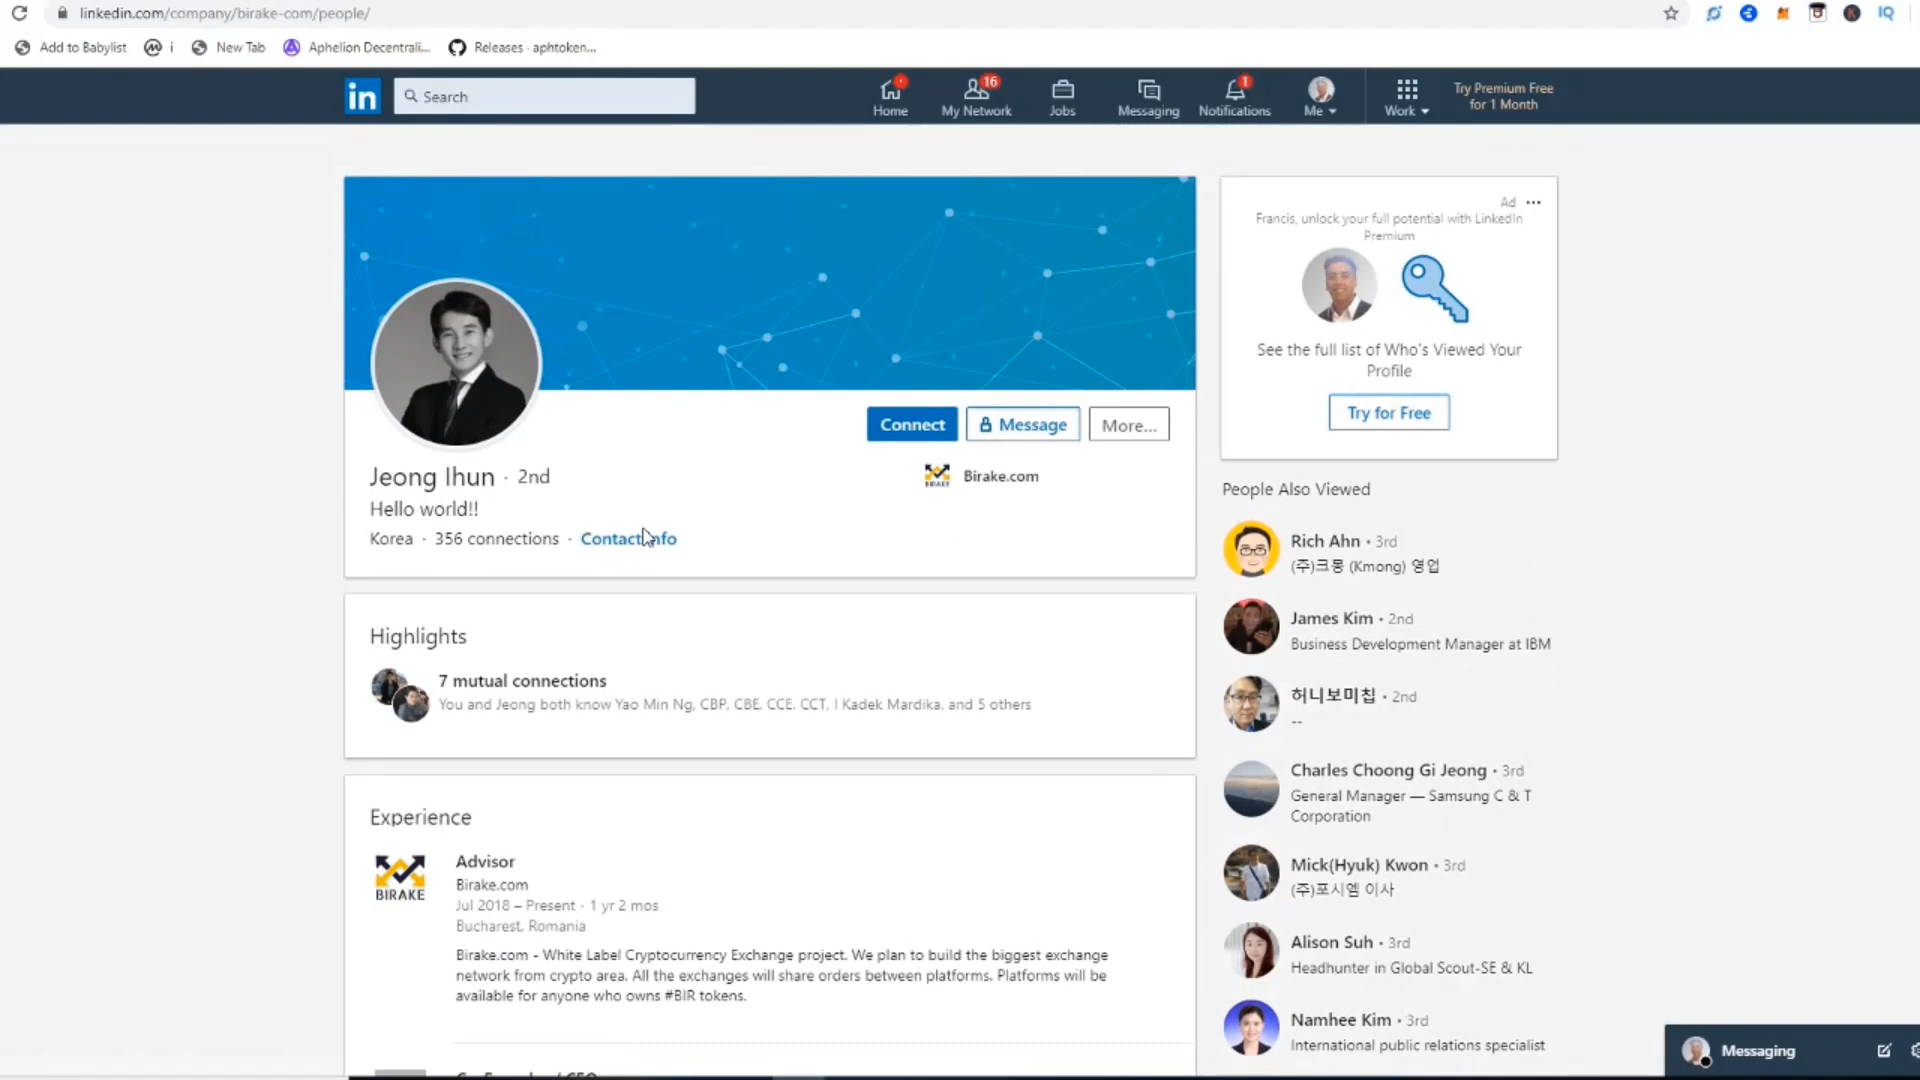 linkedin.com/company/birake-com/people/
Add to Babylist
i
New Tab
Aphelion Decentrali...
Releases · aphtoken...
IQ
in
Search
16
1
Home
My Network
Jobs
Messaging
Notifications
Me
Work
Try Premium Free
for 1 Month
Ad
Francis, unlock your full potential with LinkedIn
Premium
See the full list of Who's Viewed Your
Profile
Try for Free
Connect
Message
More...
Jeong Ihun · 2nd
BIRAKE
Birake.com
Hello world!!
Korea · 356 connections · Contact info
Highlights
7 mutual connections
You and Jeong both know Yao Min Ng, CBP, CBE, CCE, CCT, I Kadek Mardika, and 5 others
Experience
BIRAKE
Advisor
Birake.com
Jul 2018 – Present · 1 yr 2 mos
Bucharest, Romania
Birake.com - White Label Cryptocurrency Exchange project. We plan to build the biggest exchange
network from crypto area. All the exchanges will share orders between platforms. Platforms will be
available for anyone who owns #BIR tokens.
People Also Viewed
Rich Ahn · 3rd
(주)크몽 (Kmong) 영업
James Kim · 2nd
Business Development Manager at IBM
허니보미칩 · 2nd
--
Charles Choong Gi Jeong · 3rd
General Manager — Samsung C & T
Corporation
Mick(Hyuk) Kwon · 3rd
(주)포시엠 이사
Alison Suh · 3rd
Headhunter in Global Scout-SE & KL
Namhee Kim · 3rd
International public relations specialist
Messaging